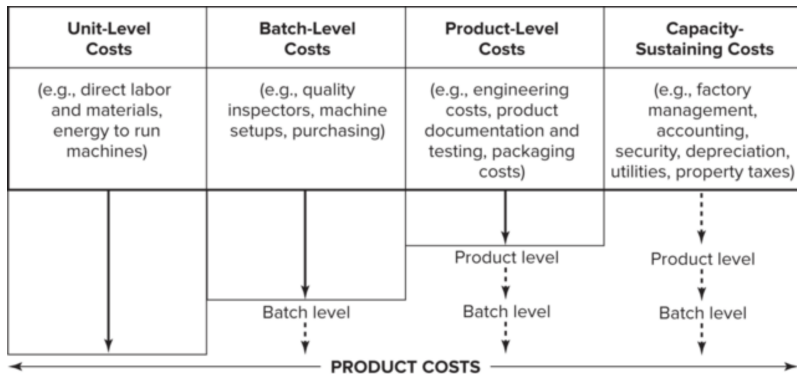 Unit-Level
Costs
Batch-Level
Costs
Product-Level
Costs
Capacity-
Sustaining Costs
(e.g., direct labor
and materials,
energy to run
machines)
(e.g., quality
inspectors, machine
setups, purchasing)
(e.g., engineering
costs, product
documentation and
testing, packaging
costs)
(e.g., factory
management,
accounting,
security, depreciation,
utilities, property taxes)
Product level
Product level
Batch level
Batch level
Batch level
PRODUCT COSTS